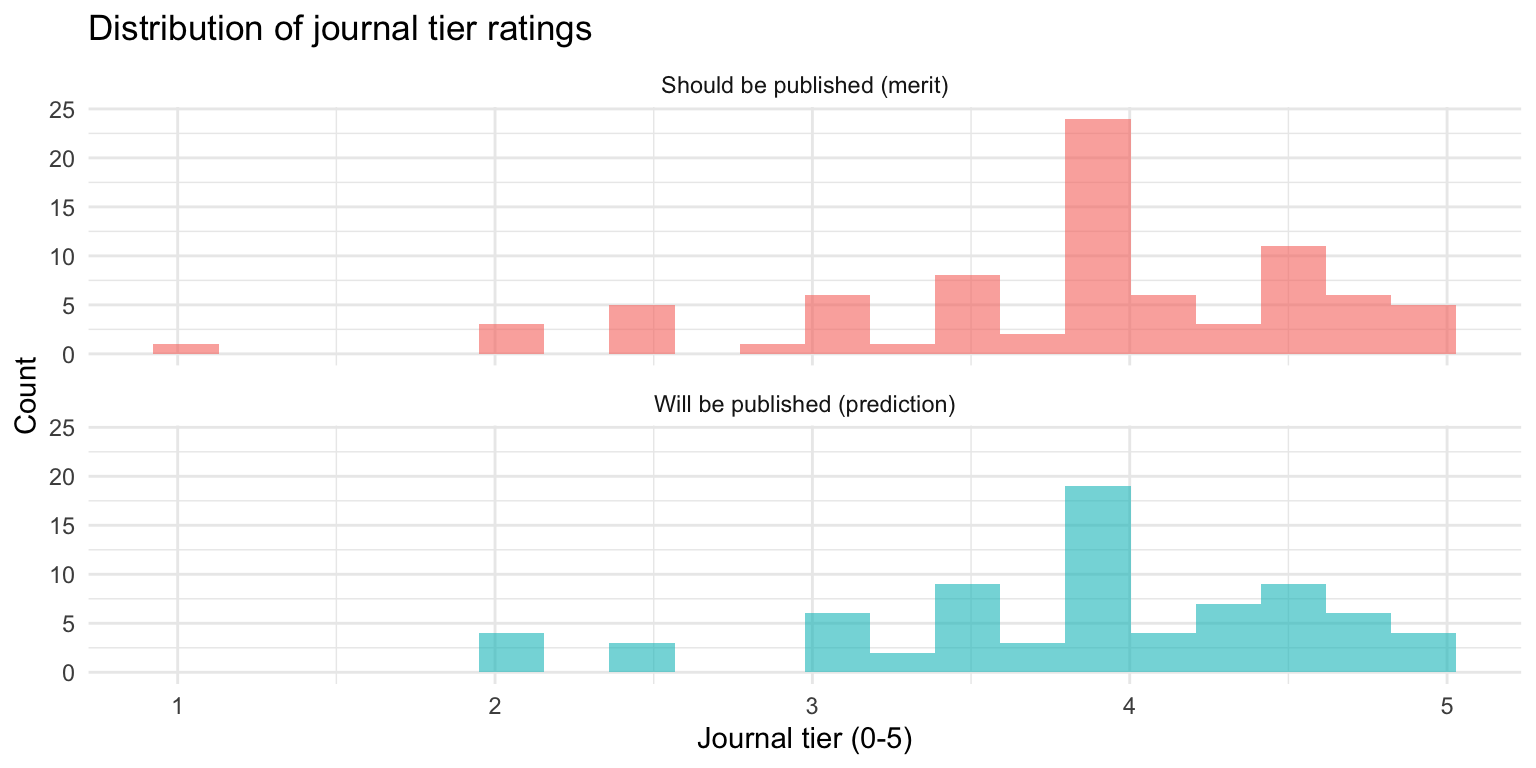 Distribution of journal tier ratings
Should be published (merit)
25
20
15
10
5
0
Count
Will be published (prediction)
25
20
15
10
5
0
1 2 3 4 5
Journal tier (0-5)